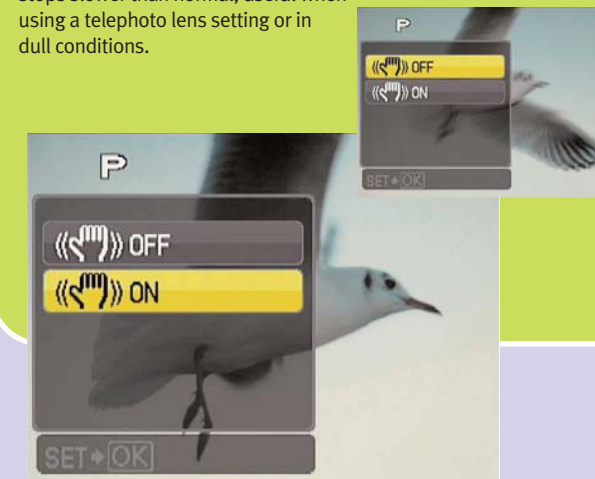 using a telephoto lens setting or in
dull conditions.
P
OFF
ON
SET OK
P
OFF
ON
SET OK